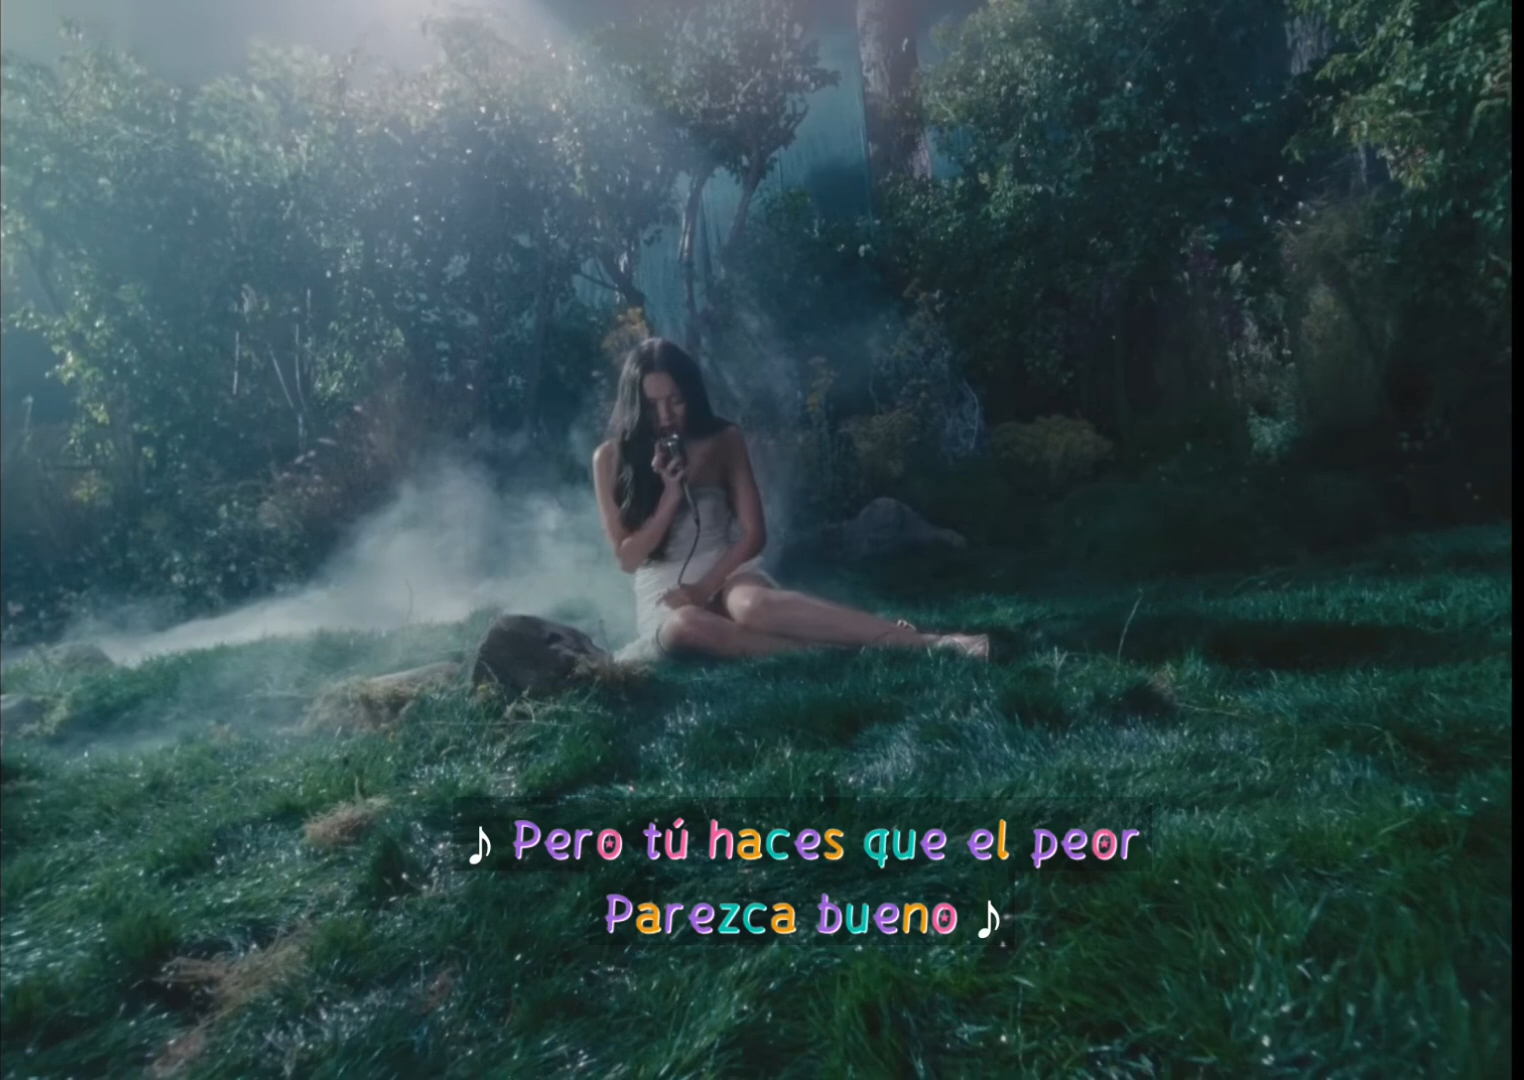 ♪ Pero tú haces que el peor
Parezca bueno ♪